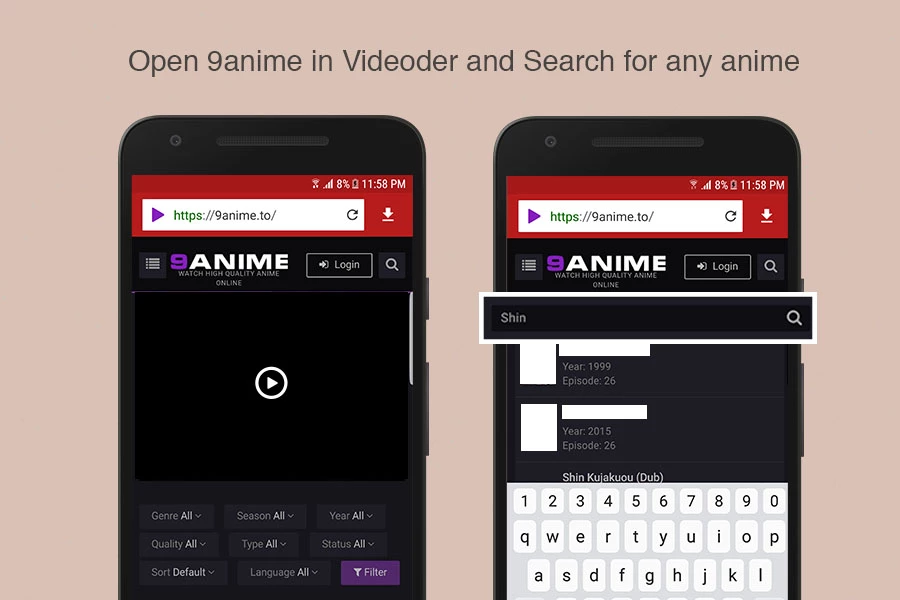 Open 9anime in Videoder and Search for any anime
8% 11:58 PM
https://9anime.to/
9ANIME
WATCH HIGH QUALITY ANIME
ONLINE
Login
Genre All
Season All
Year All
Quality All
Type All
Status All
Sort Default
Language All
Filter
8% 11:58 PM
https://9anime.to/
9ANIME
WATCH HIGH QUALITY ANIME
ONLINE
Login
Shin
Year: 1999
Episode: 26
Year: 2015
Episode: 26
Shin Kujakuou (Dub)
1 2 3 4 5 6 7 8 9 0
q w e r t y u i o p
a s d f g h j k l